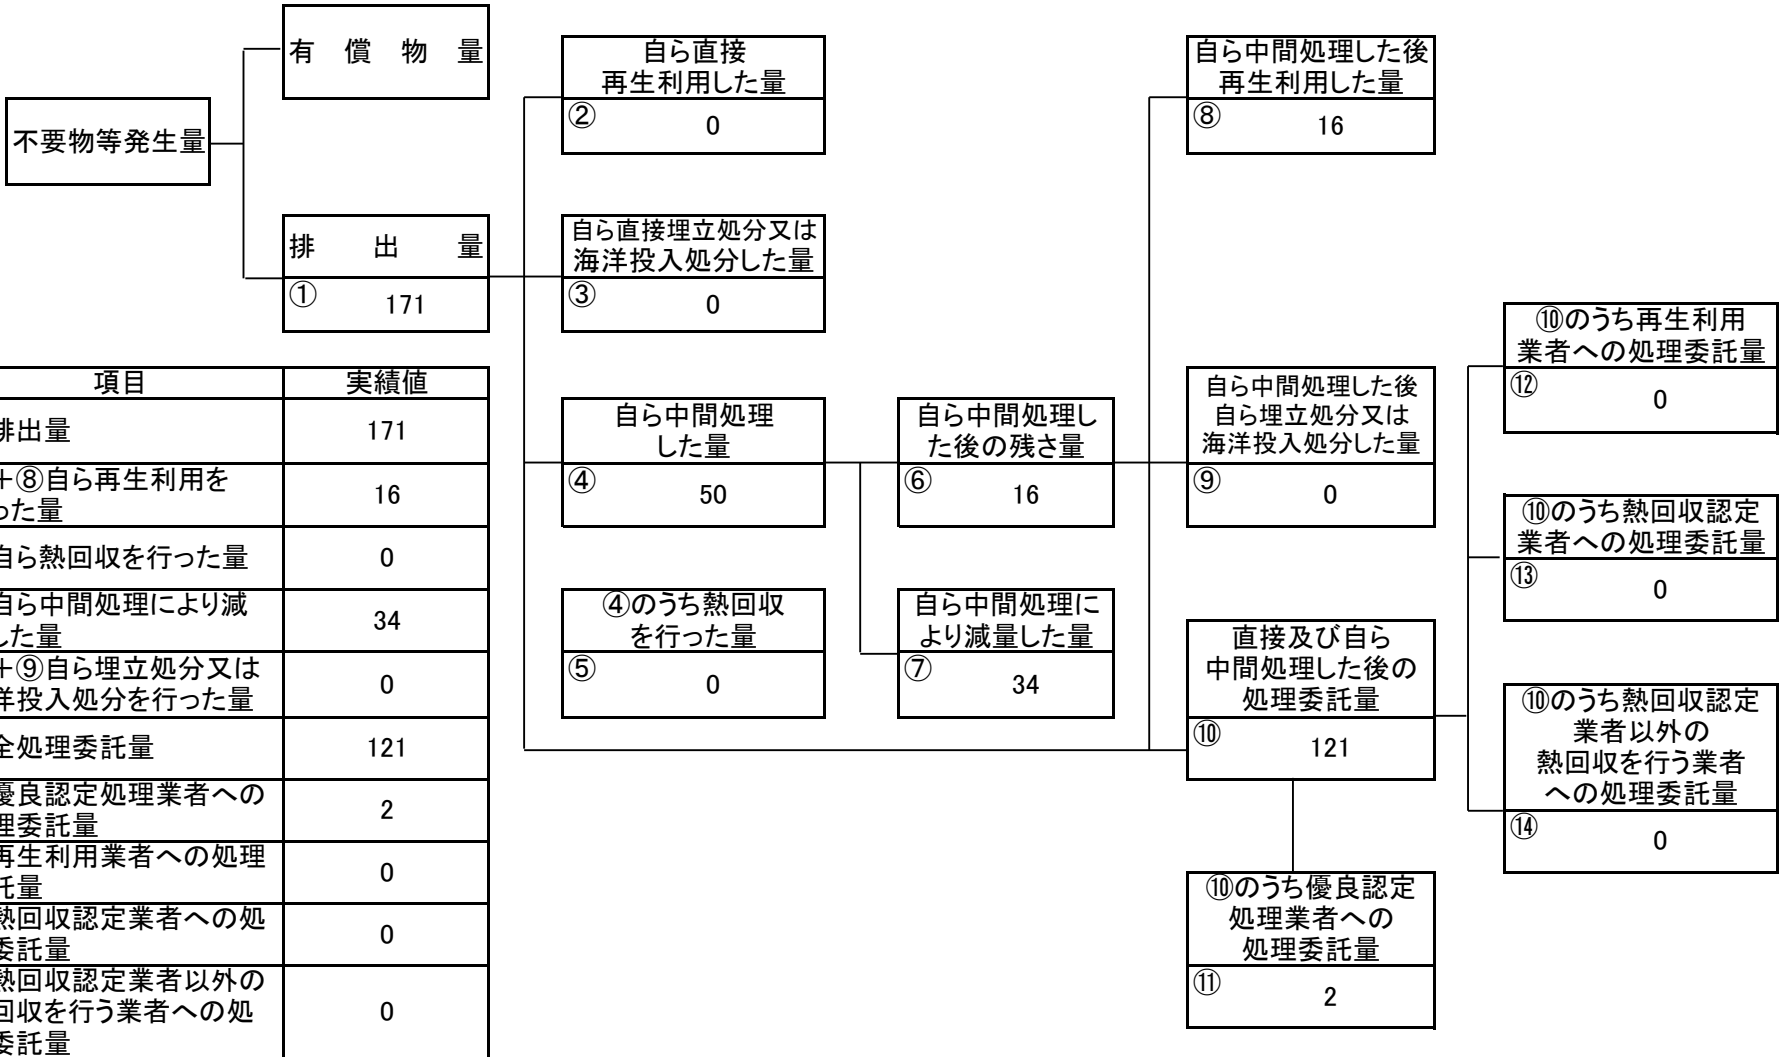 不要物等発生量
有償物量
排出量
①
171
自ら直接
再生利用した量
②
0
自ら直接埋立処分又は
海洋投入処分した量
③
0
自ら中間処理
した量
④
50
④のうち熱回収
を行った量
⑤
0
自ら中間処理し
た後の残さ量
⑥
16
自ら中間処理に
より減量した量
⑦
34
自ら中間処理した後
再生利用した量
⑧
16
自ら中間処理した後
自ら埋立処分又は
海洋投入処分した量
⑨
0
直接及び自ら
中間処理した後の
処理委託量
⑩
121
⑩のうち優良認定
処理業者への
処理委託量
⑪
2
⑩のうち再生利用
業者への処理委託量
⑫
0
⑩のうち熱回収認定
業者への処理委託量
⑬
0
⑩のうち熱回収認定
業者以外の
熱回収を行う業者
への処理委託量
⑭
0
項目 実績値
排出量 171
+⑧自ら再生利用を
った量 16
自ら熱回収を行った量 0
自ら中間処理により減
した量 34
+⑨自ら埋立処分又は
洋投入処分を行った量 0
全処理委託量 121
優良認定処理業者への
理委託量 2
再生利用業者への処理
託量 0
熱回収認定業者への処
委託量 0
熱回収認定業者以外の
回収を行う業者への処
委託量 0